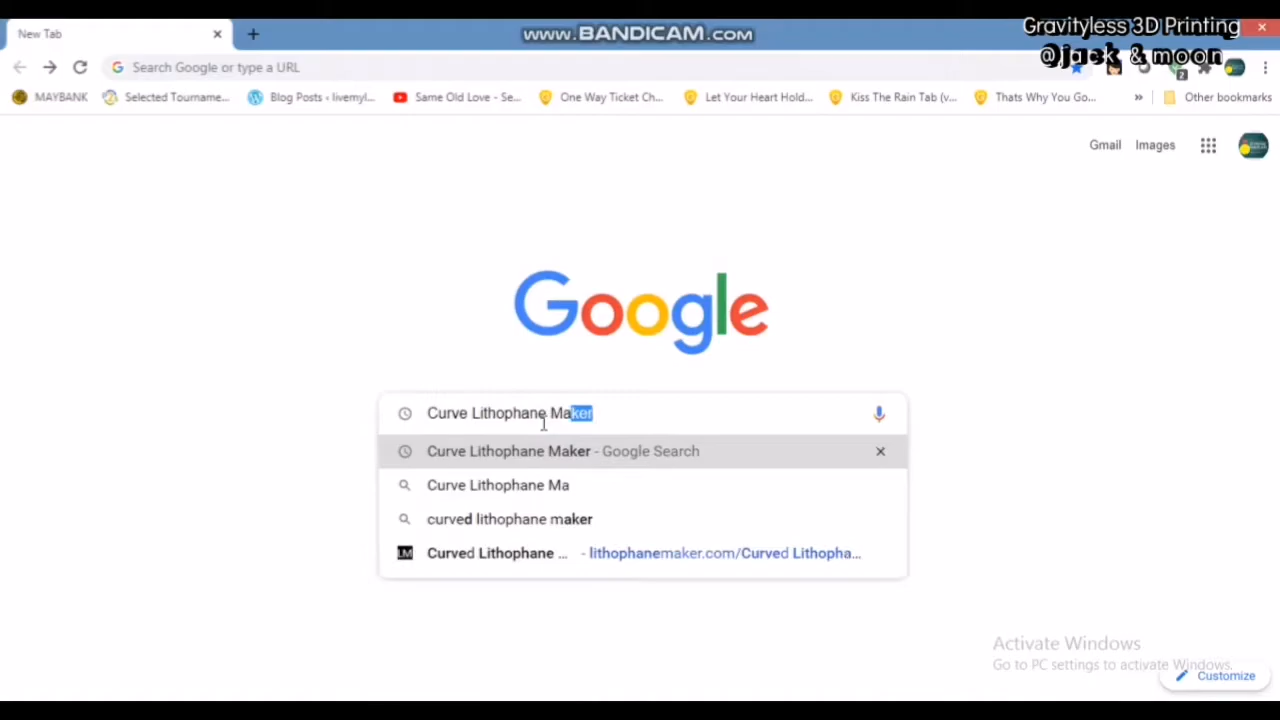 www.BANDICAM.com
Gravityless 3D Printing
@jack & moon
New Tab
Search Google or type a URL
2
MAYBANK
Selected Tourname...
Blog Posts ‹ livemyl...
Same Old Love - Se...
One Way Ticket Ch...
Let Your Heart Hold...
Kiss The Rain Tab (v...
Thats Why You Go...
»
Other bookmarks
Gmail
Images
Google
Curve Lithophane Maker
Curve Lithophane Maker - Google Search
Curve Lithophane Ma
curved lithophane maker
LM
Curved Lithophane ... - lithophanemaker.com/Curved Lithopha...
Activate Windows
Go to PC settings to activate Windows.
Customize